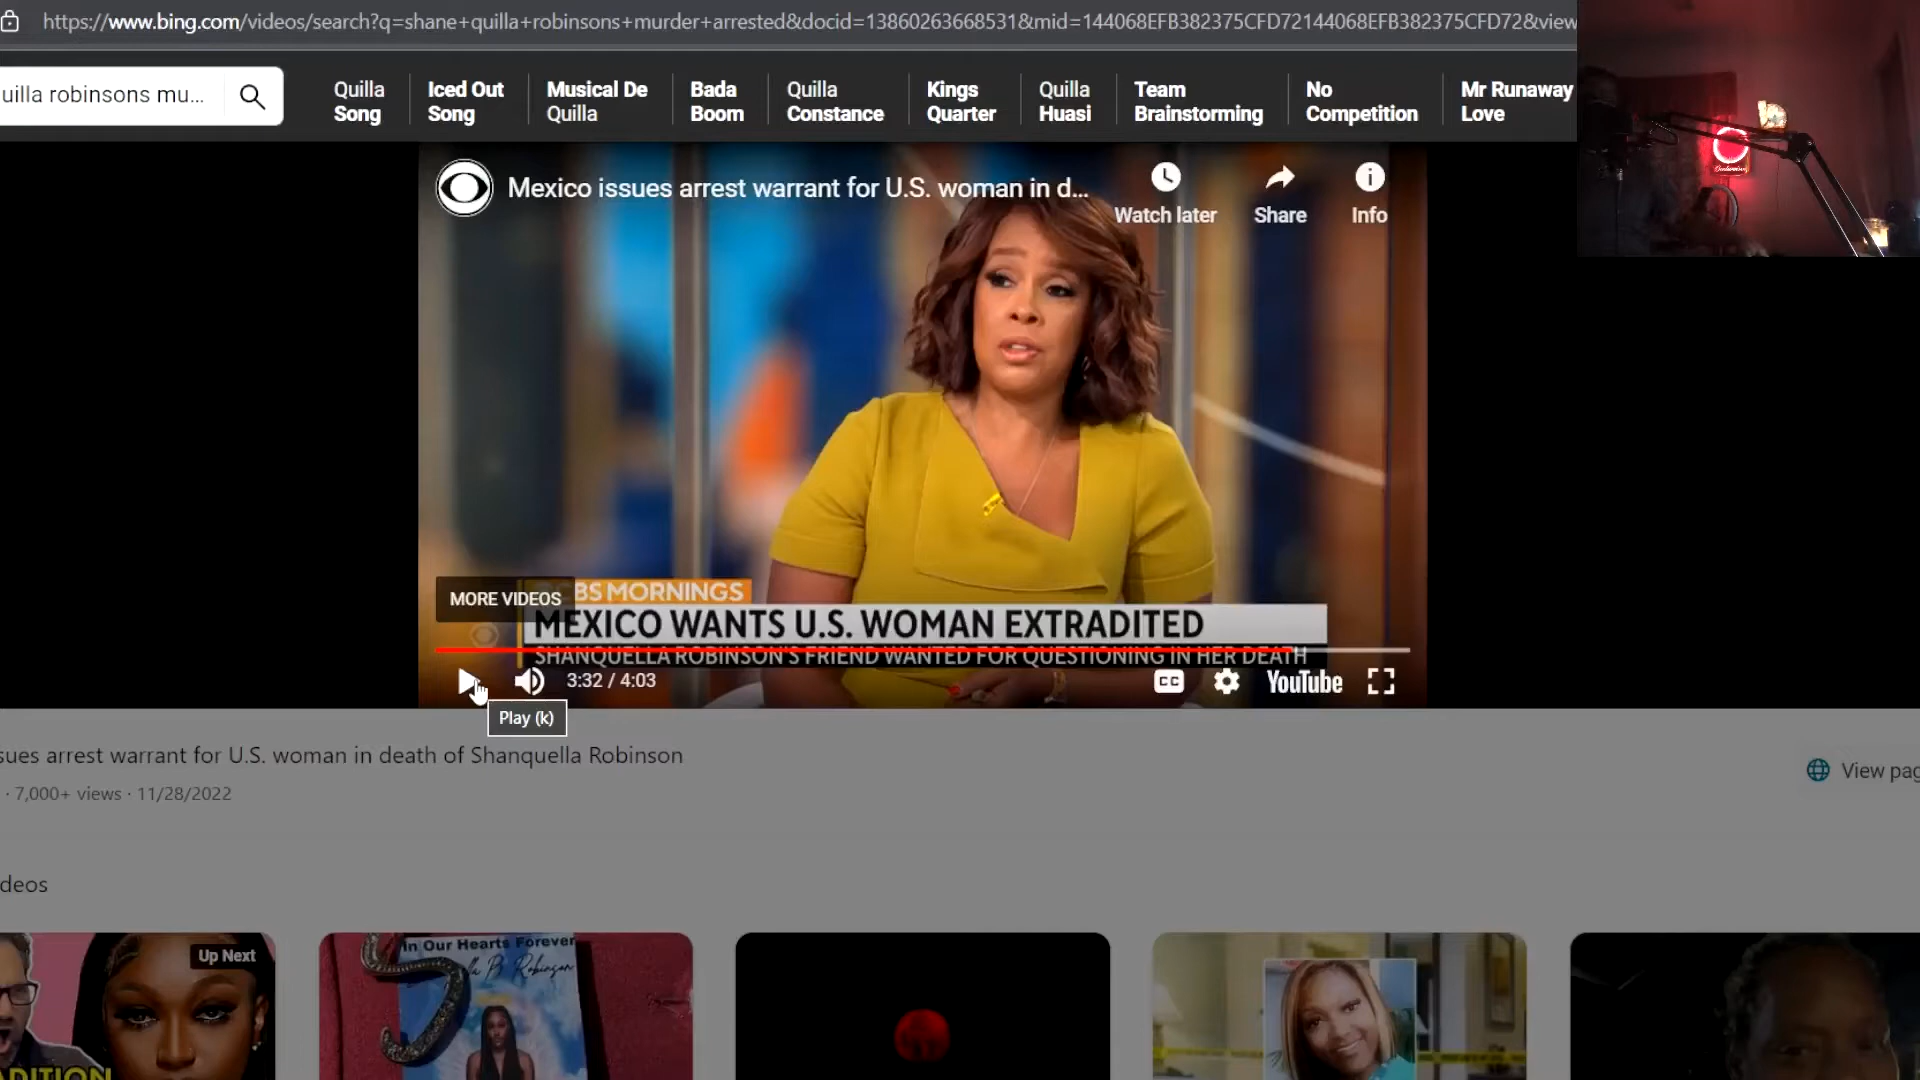 https://www.bing.com/videos/search?q=shane+quilla+robinsons+murder+arrested&docid=13860263668531&mid=144068EFB382375CFD72144068EFB382375CFD72&view
uilla robinsons mu...
Quilla Song
Iced Out Song
Musical De Quilla
Bada Boom
Quilla Constance
Kings Quarter
Quilla Huasi
Team Brainstorming
No Competition
Mr Runaway Love
Mexico issues arrest warrant for U.S. woman in d...
Watch later
Share
Info
MORE VIDEOS
BS MORNINGS
MEXICO WANTS U.S. WOMAN EXTRADITED
SHANQUELLA ROBINSON'S FRIEND WANTED FOR QUESTIONING IN HER DEATH
3:32 / 4:03
CC
YouTube
Play (k)
sues arrest warrant for U.S. woman in death of Shanquella Robinson
· 7,000+ views · 11/28/2022
View pag
deos
Up Next
In Our Hearts Forever
B Robinson
ADITION